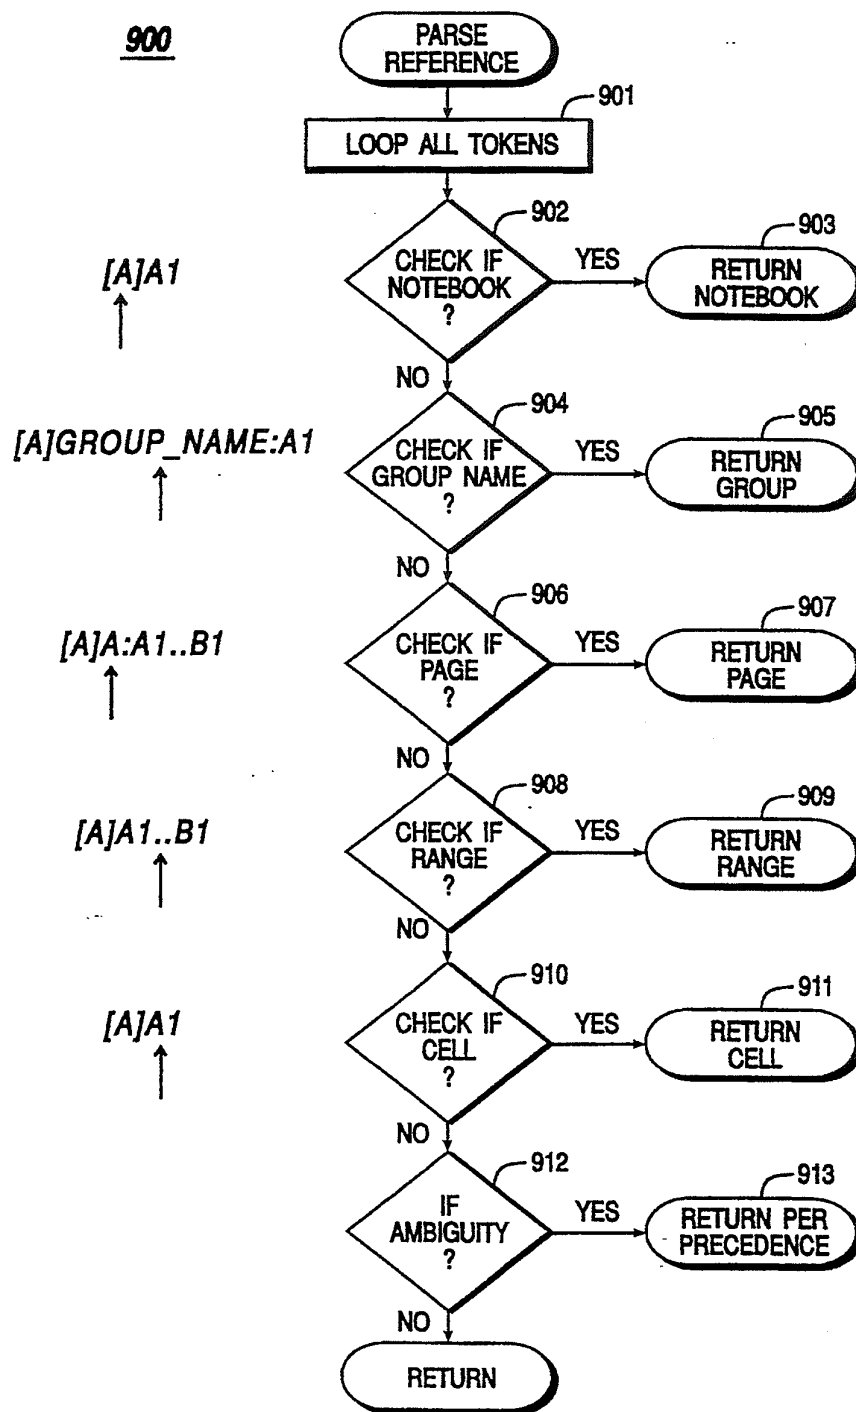 900
PARSE
REFERENCE
901
LOOP ALL TOKENS
902
903
[A]A1
CHECK IF
NOTEBOOK
?
YES
RETURN
NOTEBOOK
NO
904
905
[A]GROUP_NAME:A1
CHECK IF
GROUP NAME
?
YES
RETURN
GROUP
NO
906
907
[A]A:A1..B1
CHECK IF
PAGE
?
YES
RETURN
PAGE
NO
908
909
[A]A1..B1
CHECK IF
RANGE
?
YES
RETURN
RANGE
NO
910
911
[A]A1
CHECK IF
CELL
?
YES
RETURN
CELL
NO
912
913
IF
AMBIGUITY
?
YES
RETURN PER
PRECEDENCE
NO
RETURN